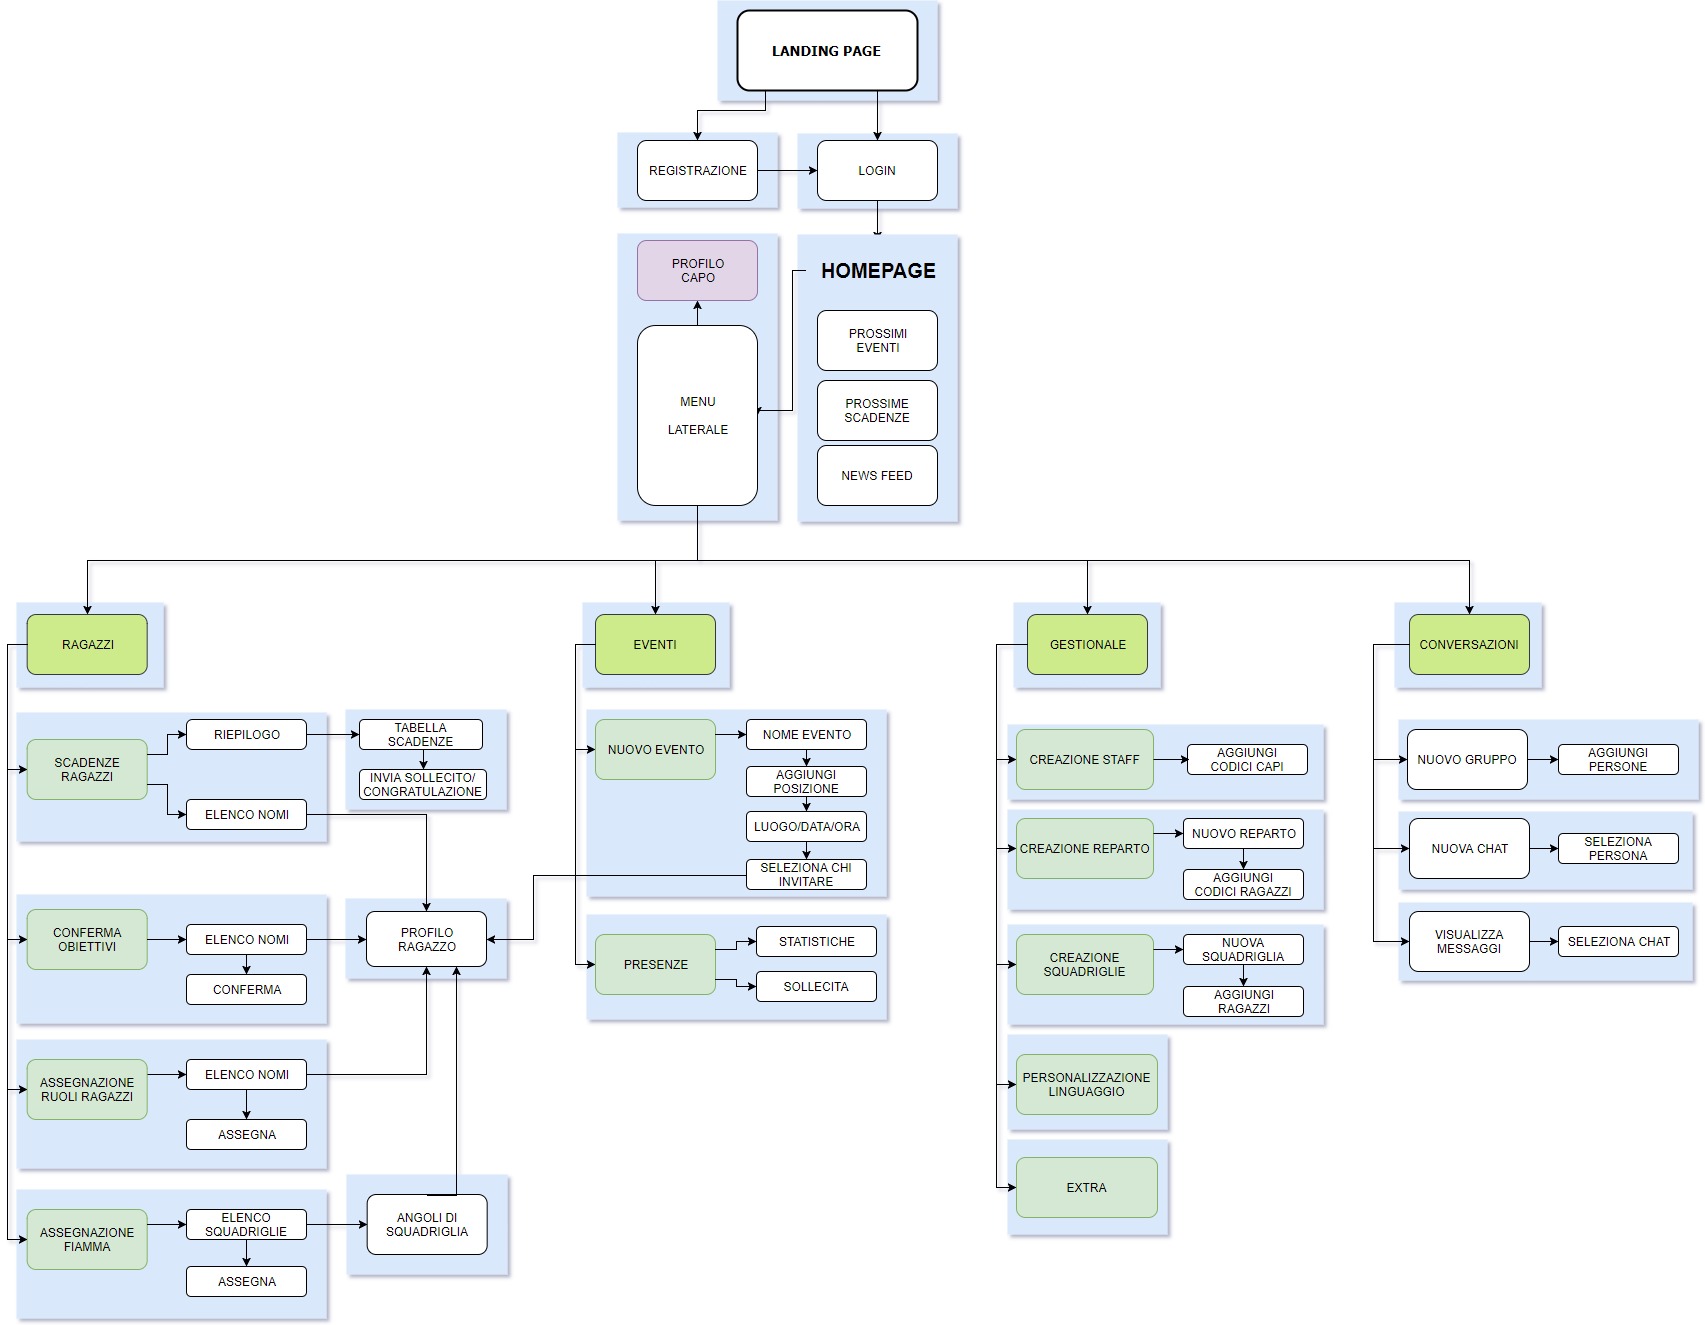 LANDING PAGE
REGISTRAZIONE
LOGIN
PROFILO
CAPO
HOMEPAGE
PROSSIMI
EVENTI
MENU
LATERALE
PROSSIME
SCADENZE
NEWS FEED
RAGAZZI
EVENTI
GESTIONALE
CONVERSAZIONI
SCADENZE
RAGAZZI
RIEPILOGO
ELENCO NOMI
TABELLA
SCADENZE
INVIA SOLLECITO/
CONGRATULAZIONE
CONFERMA
OBIETTIVI
ELENCO NOMI
CONFERMA
PROFILO
RAGAZZO
ASSEGNAZIONE
RUOLI RAGAZZI
ELENCO NOMI
ASSEGNA
ASSEGNAZIONE
FIAMMA
ELENCO
SQUADRIGLIE
ASSEGNA
ANGOLI DI
SQUADRIGLIA
NUOVO EVENTO
NOME EVENTO
AGGIUNGI
POSIZIONE
LUOGO/DATA/ORA
SELEZIONA CHI
INVITARE
PRESENZE
STATISTICHE
SOLLECITA
CREAZIONE STAFF
AGGIUNGI
CODICI CAPI
CREAZIONE REPARTO
NUOVO REPARTO
AGGIUNGI
CODICI RAGAZZI
CREAZIONE
SQUADRIGLIE
NUOVA
SQUADRIGLIA
AGGIUNGI
RAGAZZI
PERSONALIZZAZIONE
LINGUAGGIO
EXTRA
NUOVO GRUPPO
AGGIUNGI
PERSONE
NUOVA CHAT
SELEZIONA
PERSONA
VISUALIZZA
MESSAGGI
SELEZIONA CHAT